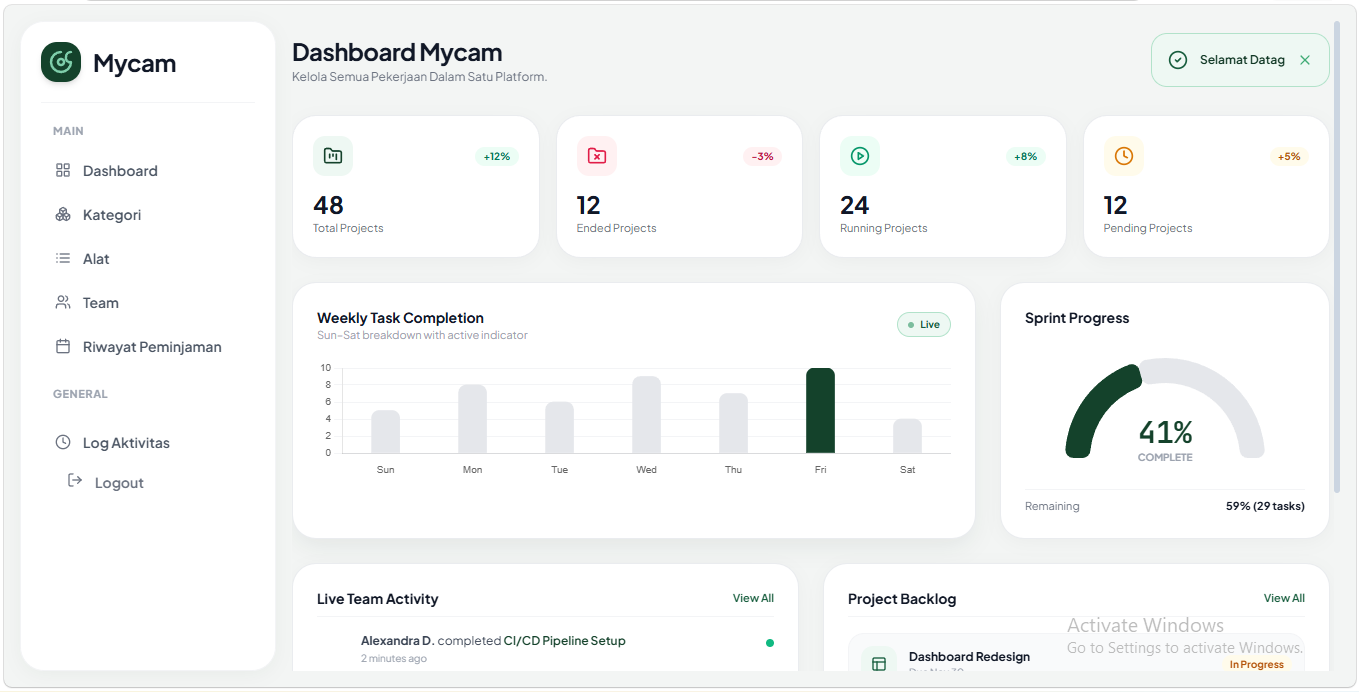 Mycam
MAIN
Dashboard
Kategori
Alat
Team
Riwayat Peminjaman
GENERAL
Log Aktivitas
Logout
Dashboard Mycam
Kelola Semua Pekerjaan Dalam Satu Platform.
Selamat Datag
+12%
48
Total Projects
-3%
12
Ended Projects
+8%
24
Running Projects
+5%
12
Pending Projects
Weekly Task Completion
Sun-Sat breakdown with active indicator
Live
10
8
6
4
2
0
Sun Mon Tue Wed Thu Fri Sat
Sprint Progress
41%
COMPLETE
Remaining 59% (29 tasks)
Live Team Activity View All
Alexandra D. completed CI/CD Pipeline Setup
2 minutes ago
Project Backlog View All
Dashboard Redesign
In Progress
Activate Windows
Go to Settings to activate Windows.